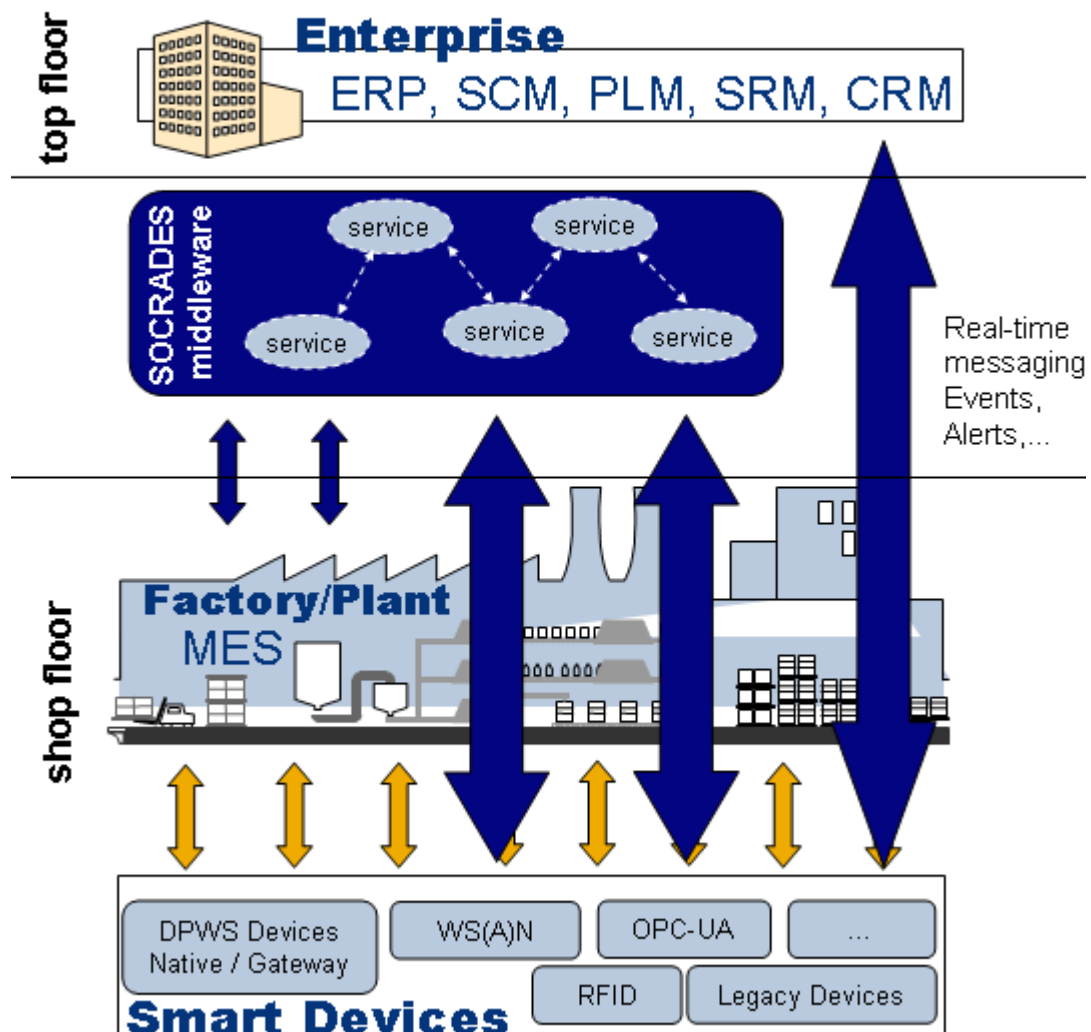 top floor
Enterprise
ERP, SCM, PLM, SRM, CRM
SOCRADES
middleware
service
service
service
service
service
Real-time
messaging
Events,
Alerts,...
shop floor
Factory/Plant
MES
DPWS Devices
Native / Gateway
WS(A)N
OPC-UA
...
RFID
Legacy Devices
Smart Devices